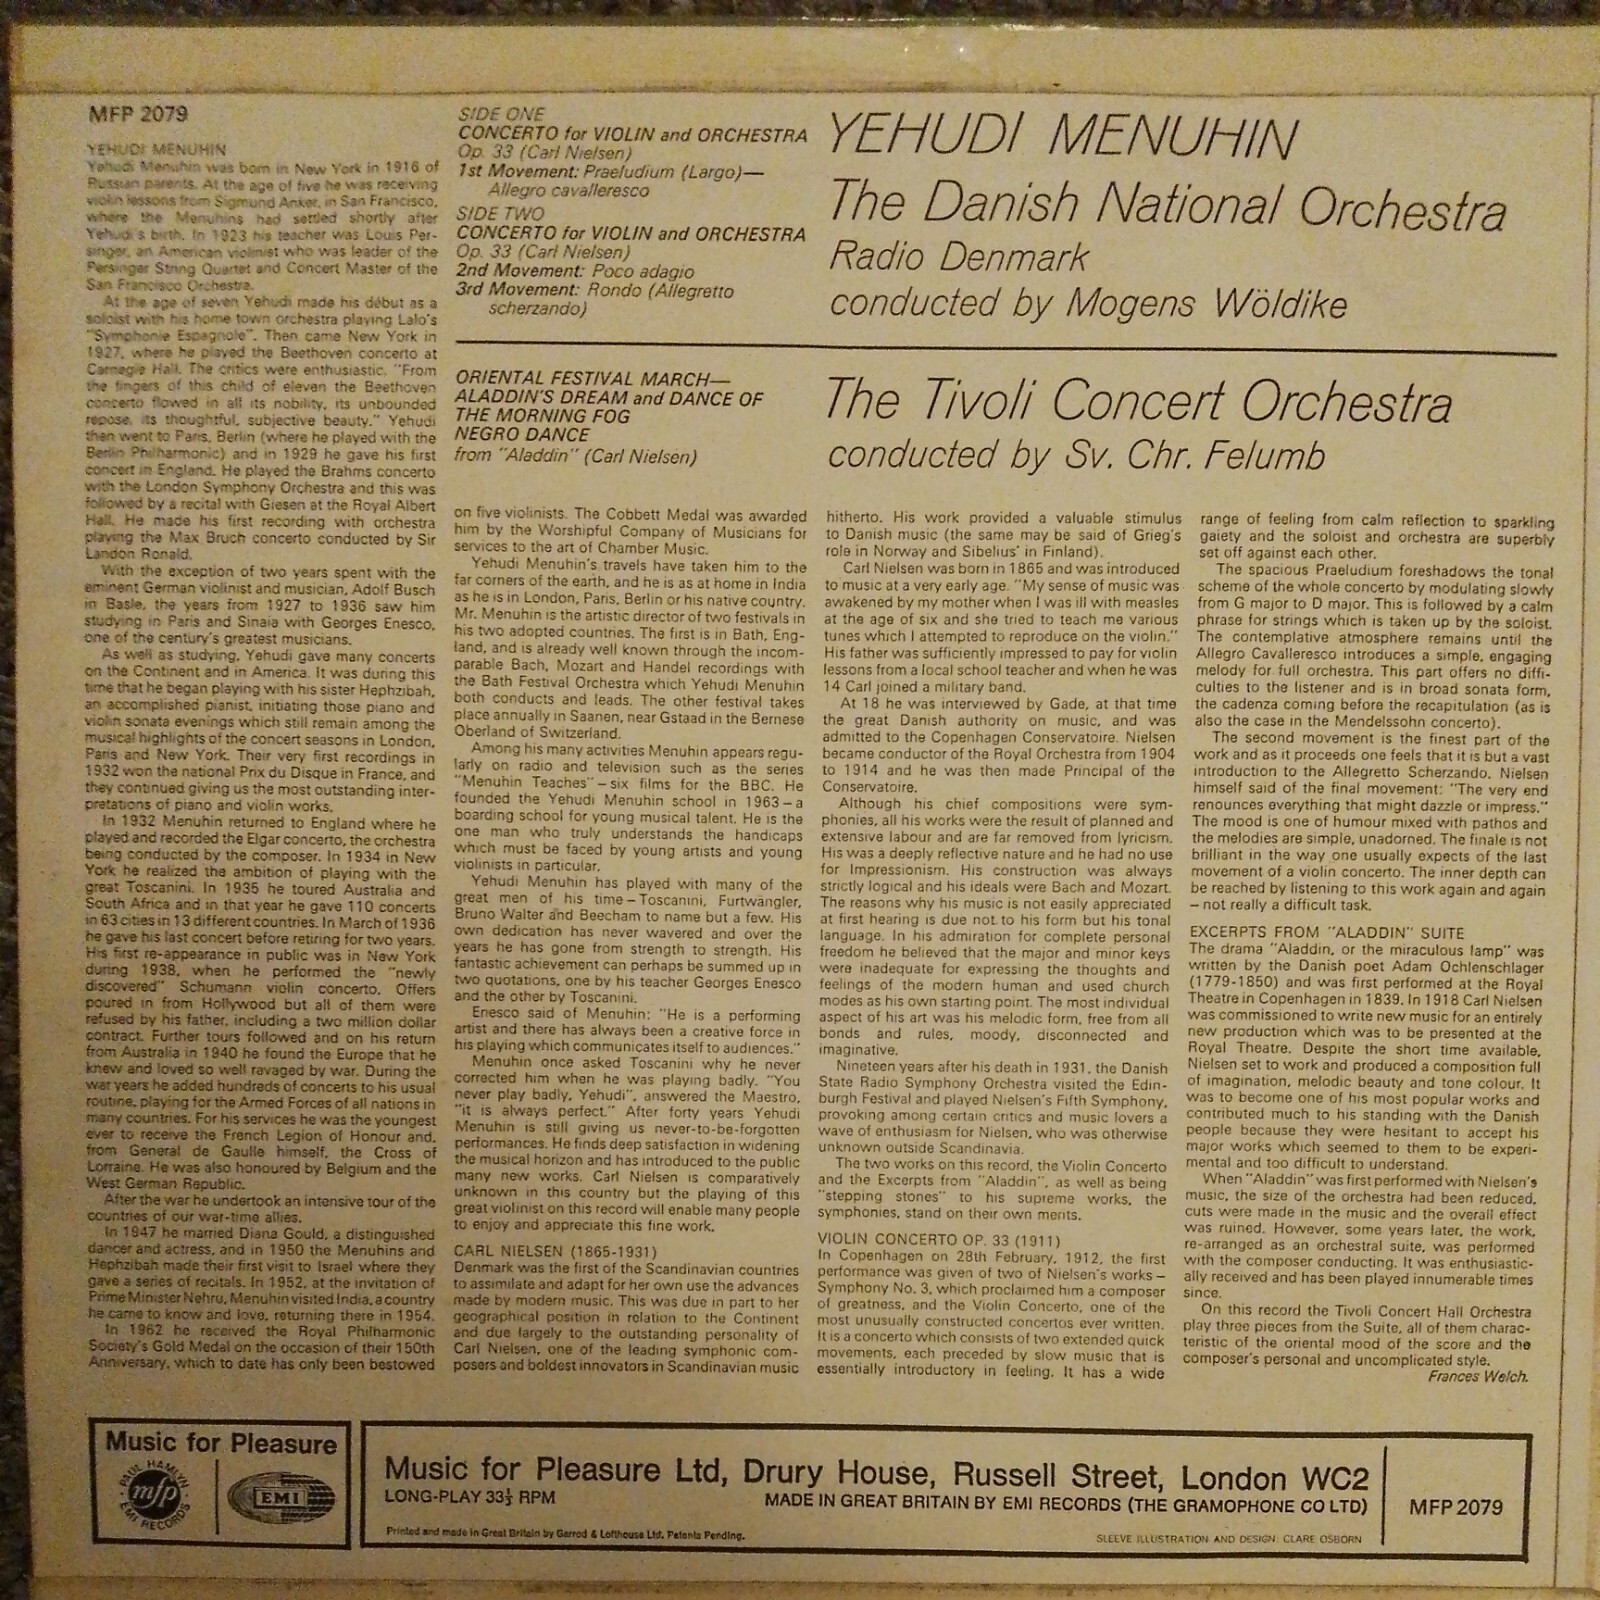 MFP 2079
YEHUDI MENUHIN
Yehudi Menuhin was born in New York in 1916 of
Russian parents. At the age of five he was receiving
violin lessons from Sigmund Anker, in San Francisco,
where the Menuhins had settled shortly after
Yehudi's birth. In 1923 his teacher was Louis Per-
singer, an American violinist who was leader of the
Persinger String Quartet and Concert Master of the
San Francisco Orchestra.
At the age of seven Yehudi made his début as a
soloist with his home town orchestra playing Lalo's
"Symphonie Espagnole". Then came New York in
1927, where he played the Beethoven concerto at
Carnegie Hall. The critics were enthusiastic. "From
the fingers of this child of eleven the Beethoven
concerto flowed in all its nobility, its unbounded
repose, its thoughtful, subjective beauty." Yehudi
then went to Paris, Berlin (where he played with the
Berlin Philharmonic) and in 1929 he gave his first
concert in England. He played the Brahms concerto
with the London Symphony Orchestra and this was
followed by a recital with Giesen at the Royal Albert
Hall. He made his first recording with orchestra
playing the Max Bruch concerto conducted by Sir
Landon Ronald.
With the exception of two years spent with the
eminent German violinist and musician, Adolf Busch
in Basle, the years from 1927 to 1936 saw him
studying in Paris and Sinaia with Georges Enesco,
one of the century's greatest musicians.
As well as studying, Yehudi gave many concerts
on the Continent and in America. It was during this
time that he began playing with his sister Hephzibah,
an accomplished pianist, initiating those piano and
violin sonata evenings which still remain among the
musical highlights of the concert seasons in London,
Paris and New York. Their very first recordings in
1932 won the national Prix du Disque in France, and
they continued giving us the most outstanding inter-
pretations of piano and violin works.
In 1932 Menuhin returned to England where he
played and recorded the Elgar concerto, the orchestra
being conducted by the composer. In 1934 in New
York he realized the ambition of playing with the
great Toscanini. In 1935 he toured Australia and
South Africa and in that year he gave 110 concerts
in 63 cities in 13 different countries. In March of 1936
he gave his last concert before retiring for two years.
His first re-appearance in public was in New York
during 1938, when he performed the "newly
discovered" Schumann violin concerto. Offers
poured in from Hollywood but all of them were
refused by his father, including a two million dollar
contract. Further tours followed and on his return
from Australia in 1940 he found the Europe that he
knew and loved so well ravaged by war. During the
war years he added hundreds of concerts to his usual
routine, playing for the Armed Forces of all nations in
many countries. For his services he was the youngest
ever to receive the French Legion of Honour and,
from General de Gaulle himself, the Cross of
Lorraine. He was also honoured by Belgium and the
West German Republic.
After the war he undertook an intensive tour of the
countries of our war-time allies.
In 1947 he married Diana Gould, a distinguished
dancer and actress, and in 1950 the Menuhins and
Hephzibah made their first visit to Israel where they
gave a series of recitals. In 1952, at the invitation of
Prime Minister Nehru, Menuhin visited India, a country
he came to know and love, returning there in 1954.
In 1962 he received the Royal Philharmonic
Society's Gold Medal on the occasion of their 150th
Anniversary, which to date has only been bestowed
SIDE ONE
CONCERTO for VIOLIN and ORCHESTRA
Op. 33 (Carl Nielsen)
1st Movement: Praeludium (Largo)—
Allegro cavalleresco
SIDE TWO
CONCERTO for VIOLIN and ORCHESTRA
Op. 33 (Carl Nielsen)
2nd Movement: Poco adagio
3rd Movement: Rondo (Allegretto
scherzando)
YEHUDI MENUHIN
The Danish National Orchestra
Radio Denmark
conducted by Mogens Wöldike
ORIENTAL FESTIVAL MARCH—
ALADDIN'S DREAM and DANCE OF
THE MORNING FOG
NEGRO DANCE
from "Aladdin" (Carl Nielsen)
The Tivoli Concert Orchestra
conducted by Sv. Chr. Felumb
on five violinists. The Cobbett Medal was awarded
him by the Worshipful Company of Musicians for
services to the art of Chamber Music.
Yehudi Menuhin's travels have taken him to the
far corners of the earth, and he is as at home in India
as he is in London, Paris, Berlin or his native country.
Mr. Menuhin is the artistic director of two festivals in
his two adopted countries. The first is in Bath, Eng-
land, and is already well known through the incom-
parable Bach, Mozart and Handel recordings with
the Bath Festival Orchestra which Yehudi Menuhin
both conducts and leads. The other festival takes
place annually in Saanen, near Gstaad in the Bernese
Oberland of Switzerland.
Among his many activities Menuhin appears regu-
larly on radio and television such as the series
"Menuhin Teaches" – six films for the BBC. He
founded the Yehudi Menuhin school in 1963 – a
boarding school for young musical talent. He is the
one man who truly understands the handicaps
which must be faced by young artists and young
violinists in particular.
Yehudi Menuhin has played with many of the
great men of his time – Toscanini, Furtwängler,
Bruno Walter and Beecham to name but a few. His
own dedication has never wavered and over the
years he has gone from strength to strength. His
fantastic achievement can perhaps be summed up in
two quotations, one by his teacher Georges Enesco
and the other by Toscanini.
Enesco said of Menuhin: "He is a performing
artist and there has always been a creative force in
his playing which communicates itself to audiences."
Menuhin once asked Toscanini why he never
corrected him when he was playing badly. "You
never play badly, Yehudi", answered the Maestro,
"it is always perfect." After forty years Yehudi
Menuhin is still giving us never-to-be-forgotten
performances. He finds deep satisfaction in widening
the musical horizon and has introduced to the public
many new works. Carl Nielsen is comparatively
unknown in this country but the playing of this
great violinist on this record will enable many people
to enjoy and appreciate this fine work.
CARL NIELSEN (1865-1931)
Denmark was the first of the Scandinavian countries
to assimilate and adapt for her own use the advances
made by modern music. This was due in part to her
geographical position in relation to the Continent
and due largely to the outstanding personality of
Carl Nielsen, one of the leading symphonic com-
posers and boldest innovators in Scandinavian music
hitherto. His work provided a valuable stimulus
to Danish music (the same may be said of Grieg's
role in Norway and Sibelius' in Finland).
Carl Nielsen was born in 1865 and was introduced
to music at a very early age. "My sense of music was
awakened by my mother when I was ill with measles
at the age of six and she tried to teach me various
tunes which I attempted to reproduce on the violin."
His father was sufficiently impressed to pay for violin
lessons from a local school teacher and when he was
14 Carl joined a military band.
At 18 he was interviewed by Gade, at that time
the great Danish authority on music, and was
admitted to the Copenhagen Conservatoire. Nielsen
became conductor of the Royal Orchestra from 1904
to 1914 and he was then made Principal of the
Conservatoire.
Although his chief compositions were sym-
phonies, all his works were the result of planned and
extensive labour and are far removed from lyricism.
His was a deeply reflective nature and he had no use
for Impressionism. His construction was always
strictly logical and his ideals were Bach and Mozart.
The reasons why his music is not easily appreciated
at first hearing is due not to his form but his tonal
language. In his admiration for complete personal
freedom he believed that the major and minor keys
were inadequate for expressing the thoughts and
feelings of the modern human and used church
modes as his own starting point. The most individual
aspect of his art was his melodic form, free from all
bonds and rules, moody, disconnected and
imaginative.
Nineteen years after his death in 1931, the Danish
State Radio Symphony Orchestra visited the Edin-
burgh Festival and played Nielsen's Fifth Symphony,
provoking among certain critics and music lovers a
wave of enthusiasm for Nielsen, who was otherwise
unknown outside Scandinavia.
The two works on this record, the Violin Concerto
and the Excerpts from "Aladdin", as well as being
"stepping stones" to his supreme works, the
symphonies, stand on their own merits.
VIOLIN CONCERTO OP. 33 (1911)
In Copenhagen on 28th February, 1912, the first
performance was given of two of Nielsen's works –
Symphony No. 3, which proclaimed him a composer
of greatness, and the Violin Concerto, one of the
most unusually constructed concertos ever written.
It is a concerto which consists of two extended quick
movements, each preceded by slow music that is
essentially introductory in feeling. It has a wide
range of feeling from calm reflection to sparkling
gaiety and the soloist and orchestra are superbly
set off against each other.
The spacious Praeludium foreshadows the tonal
scheme of the whole concerto by modulating slowly
from G major to D major. This is followed by a calm
phrase for strings which is taken up by the soloist.
The contemplative atmosphere remains until the
Allegro Cavalleresco introduces a simple, engaging
melody for full orchestra. This part offers no diffi-
culties to the listener and is in broad sonata form,
the cadenza coming before the recapitulation (as is
also the case in the Mendelssohn concerto).
The second movement is the finest part of the
work and as it proceeds one feels that it is but a vast
introduction to the Allegretto Scherzando. Nielsen
himself said of the final movement: "The very end
renounces everything that might dazzle or impress."
The mood is one of humour mixed with pathos and
the melodies are simple, unadorned. The finale is not
brilliant in the way one usually expects of the last
movement of a violin concerto. The inner depth can
be reached by listening to this work again and again
– not really a difficult task.
EXCERPTS FROM "ALADDIN" SUITE
The drama "Aladdin, or the miraculous lamp" was
written by the Danish poet Adam Ochlenschlager
(1779-1850) and was first performed at the Royal
Theatre in Copenhagen in 1839. In 1918 Carl Nielsen
was commissioned to write new music for an entirely
new production which was to be presented at the
Royal Theatre. Despite the short time available,
Nielsen set to work and produced a composition full
of imagination, melodic beauty and tone colour. It
was to become one of his most popular works and
contributed much to his standing with the Danish
people because they were hesitant to accept his
major works which seemed to them to be experi-
mental and too difficult to understand.
When "Aladdin" was first performed with Nielsen's
music, the size of the orchestra had been reduced,
cuts were made in the music and the overall effect
was ruined. However, some years later, the work,
re-arranged as an orchestral suite, was performed
with the composer conducting. It was enthusiastic-
ally received and has been played innumerable times
since.
On this record the Tivoli Concert Hall Orchestra
play three pieces from the Suite, all of them charac-
teristic of the oriental mood of the score and the
composer's personal and uncomplicated style.
Frances Welch.
Music for Pleasure
PAUL HAMLYN
mfp
EMI RECORDS
EMI
Music for Pleasure Ltd, Drury House, Russell Street, London WC2
LONG-PLAY 33⅓ RPM
MADE IN GREAT BRITAIN BY EMI RECORDS (THE GRAMOPHONE CO LTD)
Printed and made in Great Britain by Garrod & Lofthouse Ltd. Patents Pending.
SLEEVE ILLUSTRATION AND DESIGN: CLARE OSBORN
MFP 2079